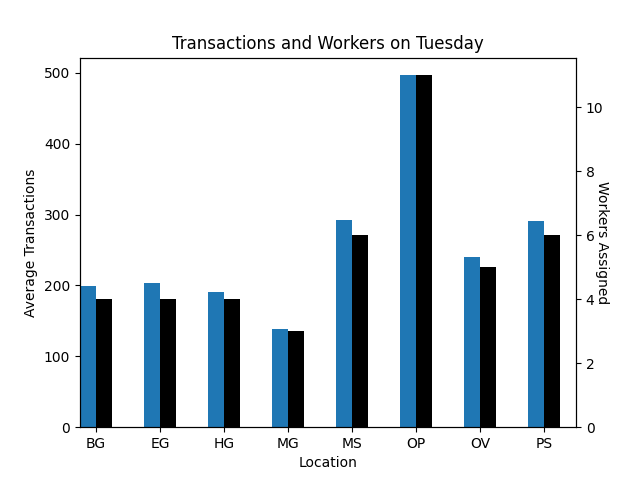 Transactions and Workers on Tuesday
Average Transactions
500
400
300
200
100
0
10
8
6
4
2
0
Workers Assigned
BG EG HG MG MS OP OV PS
Location